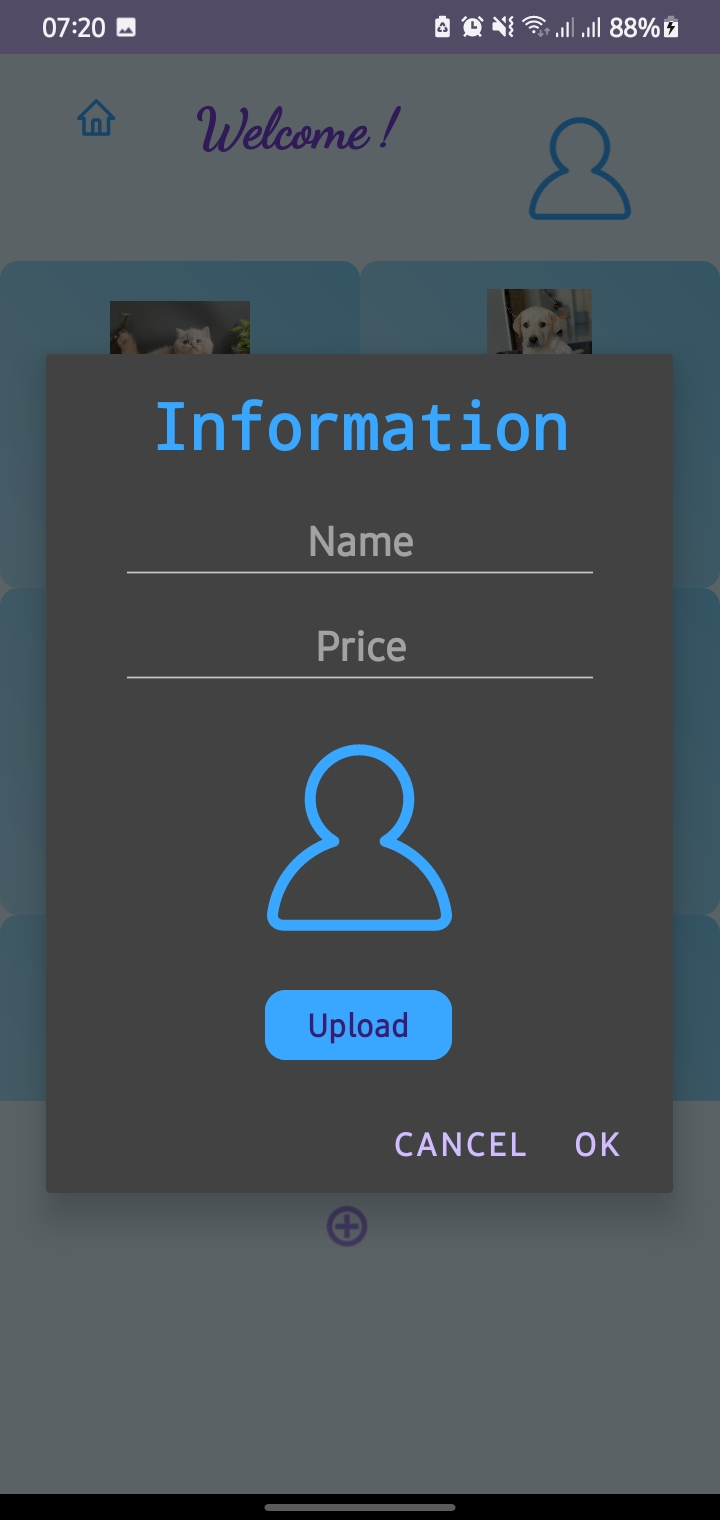 07:20 88%
Welcome !
Information
Name
Price
Upload
CANCEL OK